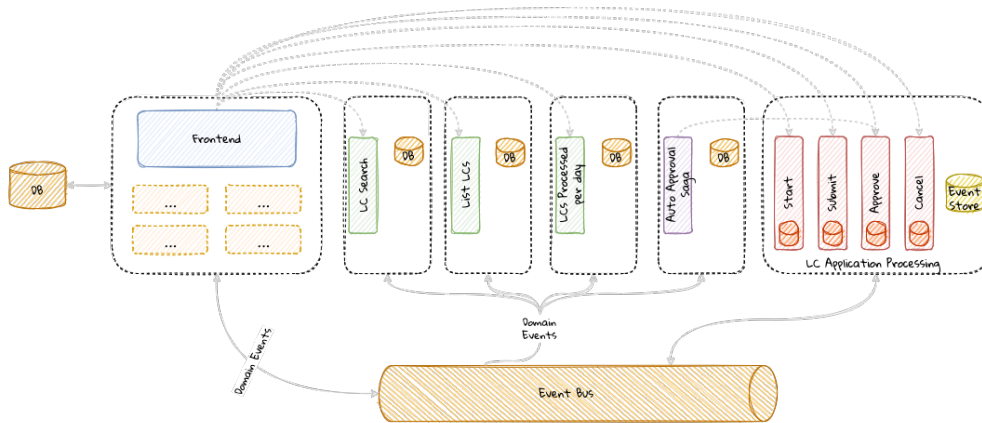 Frontend
DB
...
...
...
...
LC Search
DB
List LCs
DB
LCs Processed
per day
DB
Auto Approval
Saga
DB
Start
Submit
Approve
Cancel
Event
Store
LC Application Processing
Domain Events
Domain
Events
Event Bus